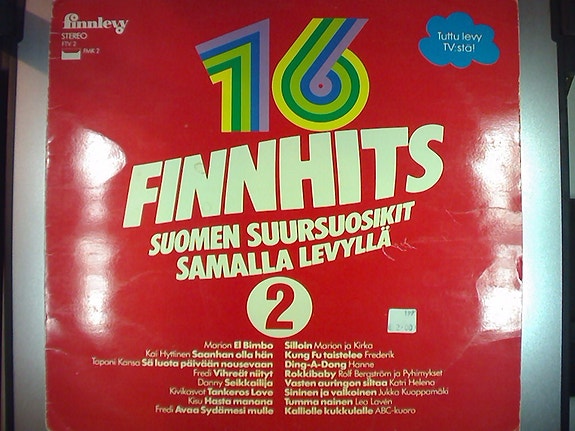 finnlevy
STEREO
FTV 2
FMR 2
Tuttu levy
TV:stä!
16
FINNHITS
SUOMEN SUURSUOSIKIT
SAMALLA LEVYLLÄ
2
Marion El Bimbo
Kai Hyttinen Saanhan olla hän
Tapani Kansa Sä luota päivään nousevaan
Fredi Vihreät niityt
Danny Seikkailija
Kivikasvot Tankeros Love
Kisu Hasta manana
Fredi Avaa Sydämesi mulle
Silloin Marion ja Kirka
Kung Fu taistelee Frederik
Ding-A-Dong Hanne
Rokkibaby Rolf Bergström ja Pyhimykset
Vasten auringon siltaa Katri Helena
Sininen ja valkoinen Jukka Kuoppamäki
Tumma nainen Lea Lavén
Kalliolle kukkulalle ABC-kuoro